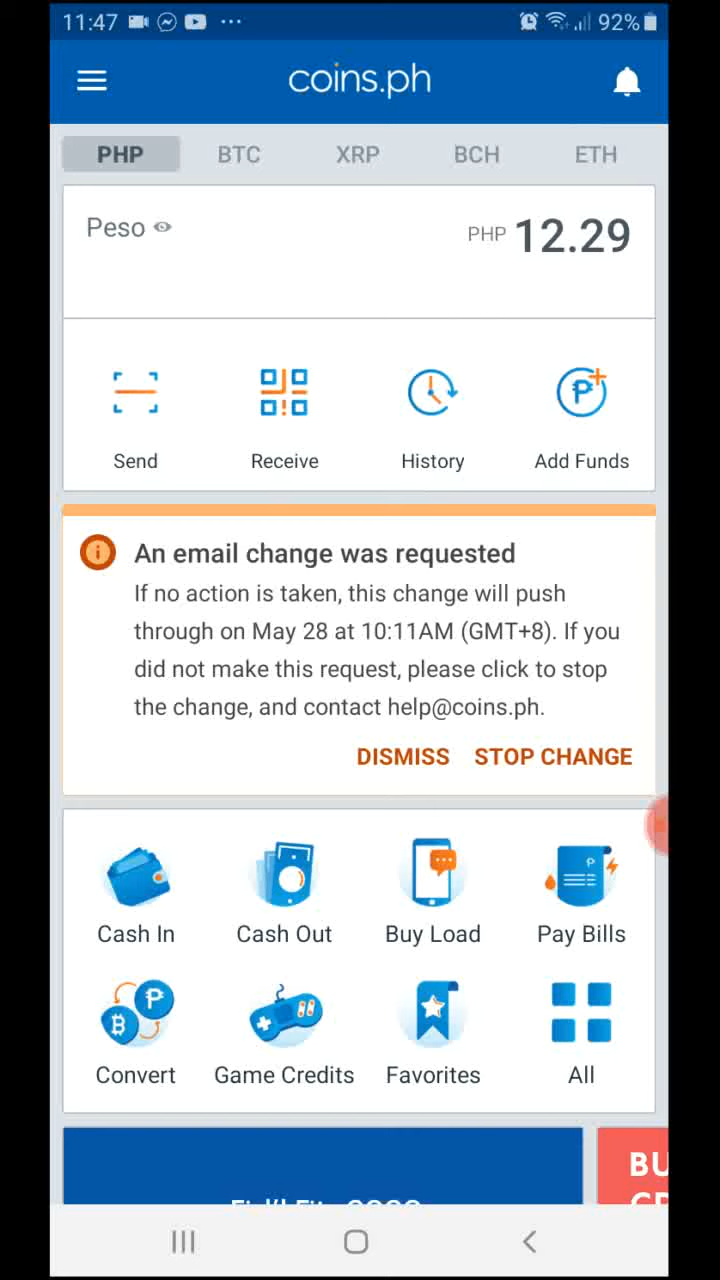 11:47 ... 92%
coins.ph
PHP BTC XRP BCH ETH
Peso PHP 12.29
Send Receive History Add Funds
An email change was requested
If no action is taken, this change will push
through on May 28 at 10:11AM (GMT+8). If you
did not make this request, please click to stop
the change, and contact help@coins.ph.
DISMISS STOP CHANGE
Cash In Cash Out Buy Load Pay Bills
Convert Game Credits Favorites All
BU